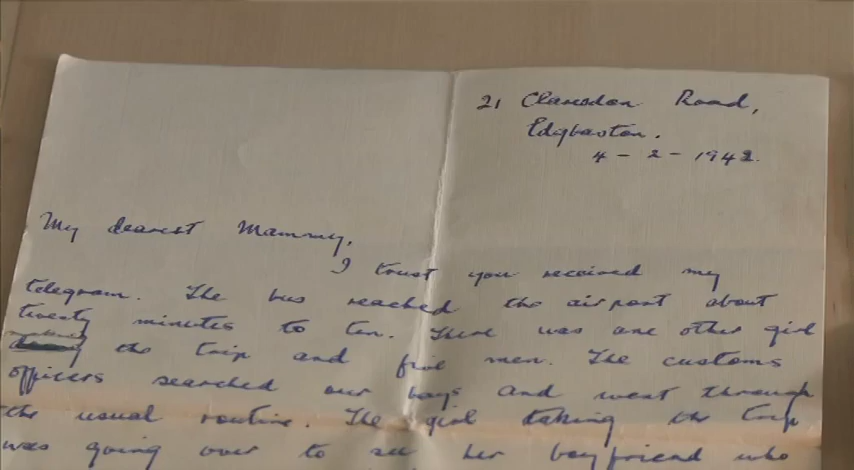 21 Clarendon Road,
Edgbaston.
4 - 2 - 1942.
My dearest Mammy,
I trust you received my
telegram. The bus reached the airport about
twenty minutes to ten. There was one other girl
taking the trip and five men. The customs
officers searched our bags and went through
the usual routine. The girl taking the trip
was going over to see her boyfriend who